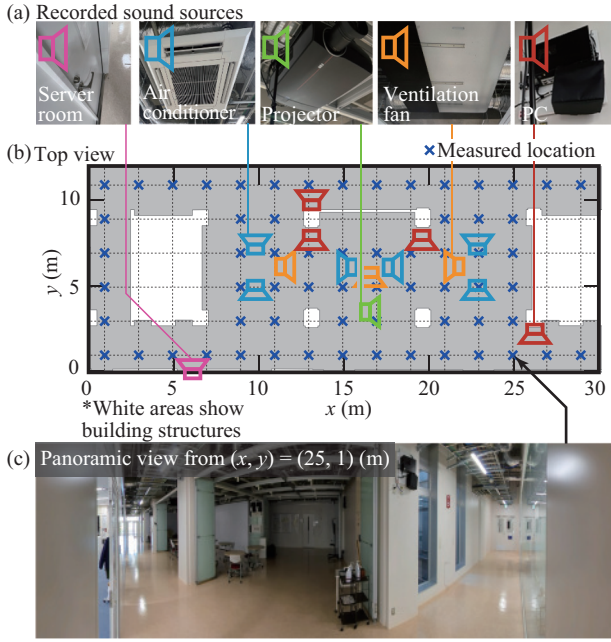 (a) Recorded sound sources
Server
room
Air
conditioner
Projector
Ventilation
fan
PC
(b) Top view
×Measured location
10
5
0
y (m)
0 5 10 15 20 25 30
x (m)
*White areas show
building structures
(c) Panoramic view from (x, y) = (25, 1) (m)